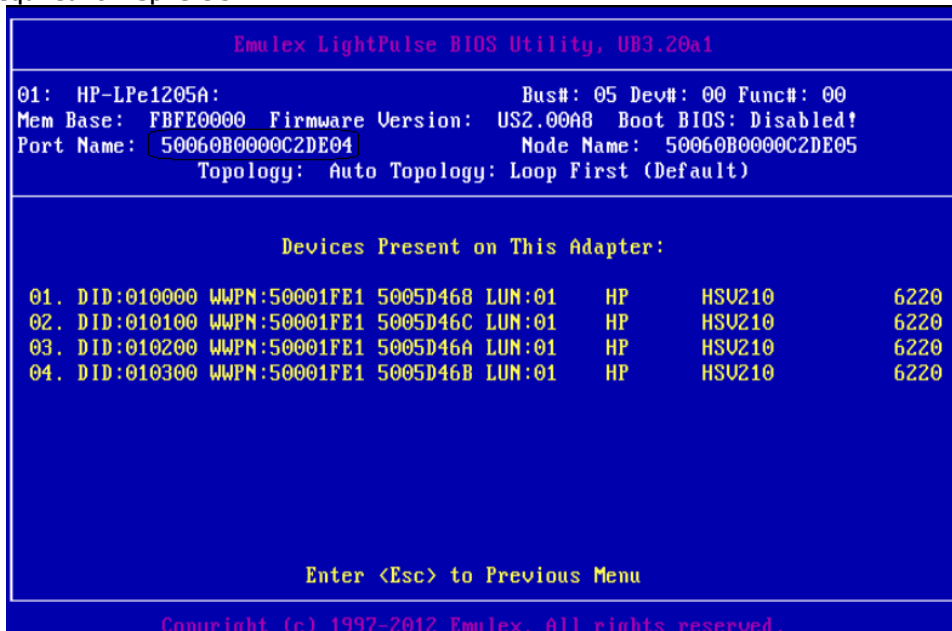 Emulex LightPulse BIOS Utility, UB3.20a1
01: HP-LPe1205A: Bus#: 05 Dev#: 00 Func#: 00
Mem Base: FBFE0000 Firmware Version: US2.00A8 Boot BIOS: Disabled!
Port Name: 50060B0000C2DE04 Node Name: 50060B0000C2DE05
Topology: Auto Topology: Loop First (Default)
Devices Present on This Adapter:
01. DID:010000 WWPN:50001FE1 5005D468 LUN:01 HP HSV210 6220
02. DID:010100 WWPN:50001FE1 5005D46C LUN:01 HP HSV210 6220
03. DID:010200 WWPN:50001FE1 5005D46A LUN:01 HP HSV210 6220
04. DID:010300 WWPN:50001FE1 5005D46B LUN:01 HP HSV210 6220
Enter <Esc> to Previous Menu
Copyright (c) 1997-2012 Emulex. All rights reserved.